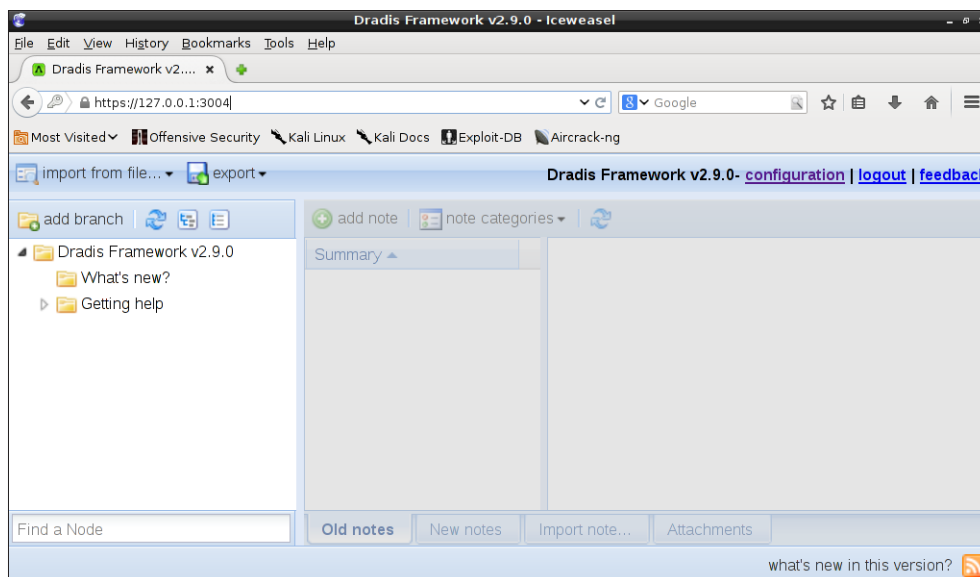 Dradis Framework v2.9.0 - Iceweasel
File Edit View History Bookmarks Tools Help
Dradis Framework v2....
https://127.0.0.1:3004 Google
Most Visited Offensive Security Kali Linux Kali Docs Exploit-DB Aircrack-ng
import from file... export Dradis Framework v2.9.0- configuration | logout | feedback
add branch add note note categories
Dradis Framework v2.9.0 Summary
What's new?
Getting help
Find a Node Old notes New notes Import note... Attachments
what's new in this version?